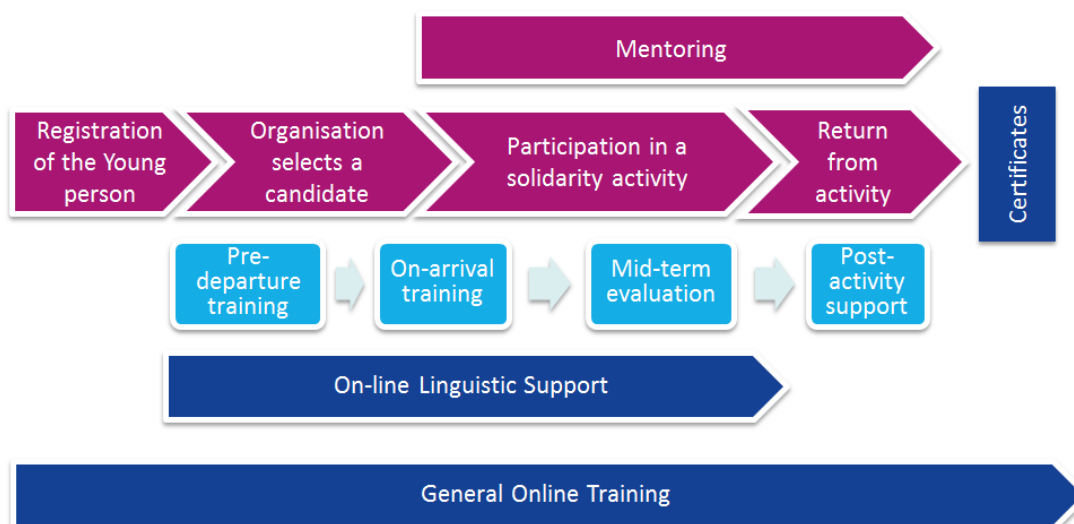 Mentoring
Registration
of the Young
person
Organisation
selects a
candidate
Participation in a
solidarity activity
Return
from
activity
Certificates
Pre-
departure
training
On-arrival
training
Mid-term
evaluation
Post-
activity
support
On-line Linguistic Support
General Online Training